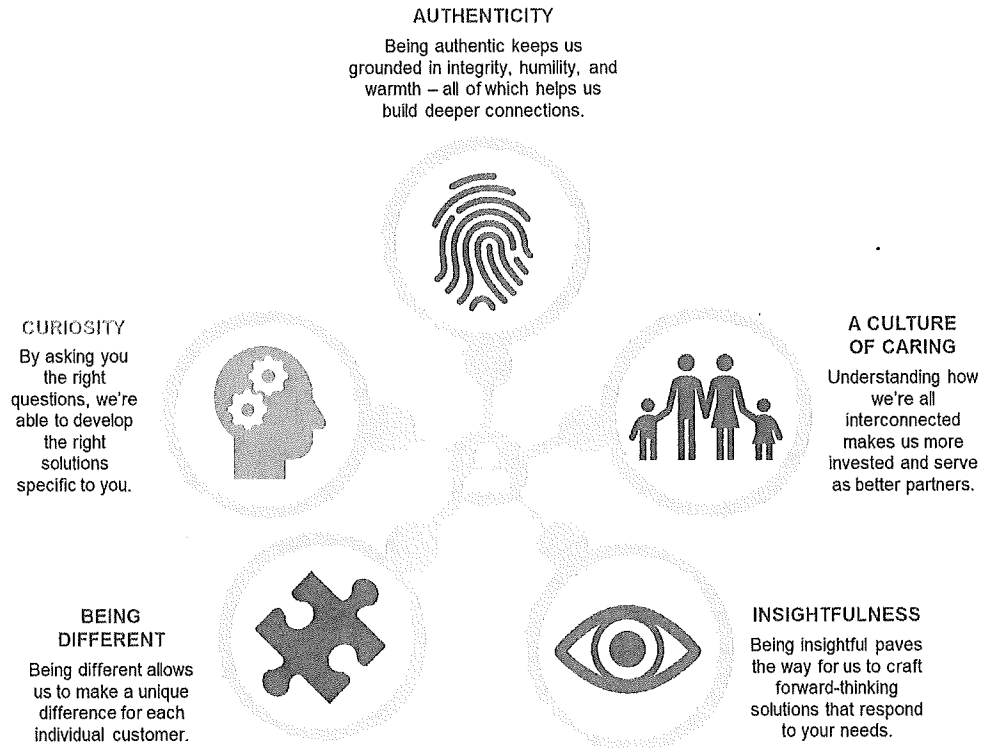 AUTHENTICITY
Being authentic keeps us
grounded in integrity, humility, and
warmth – all of which helps us
build deeper connections.
CURIOSITY
By asking you
the right
questions, we're
able to develop
the right
solutions
specific to you.
A CULTURE
OF CARING
Understanding how
we're all
interconnected
makes us more
invested and serve
as better partners.
BEING
DIFFERENT
Being different allows
us to make a unique
difference for each
individual customer.
INSIGHTFULNESS
Being insightful paves
the way for us to craft
forward-thinking
solutions that respond
to your needs.